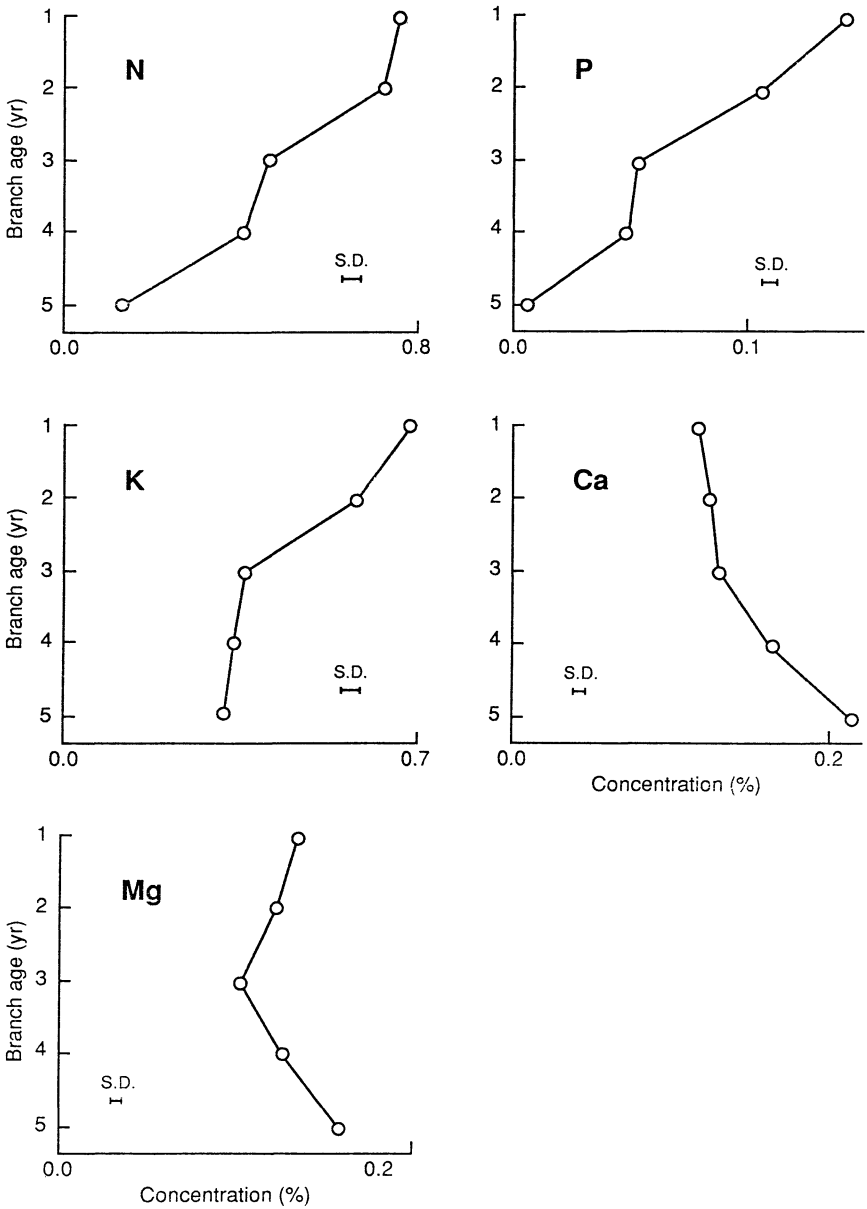 N
Branch age (yr)
1
2
3
4
5
S.D.
0.0 0.8
P
1
2
3
4
5
S.D.
0.0 0.1
K
Branch age (yr)
1
2
3
4
5
S.D.
0.0 0.7
Ca
1
2
3
4
5
S.D.
0.0 0.2
Concentration (%)
Mg
Branch age (yr)
1
2
3
4
5
S.D.
0.0 0.2
Concentration (%)